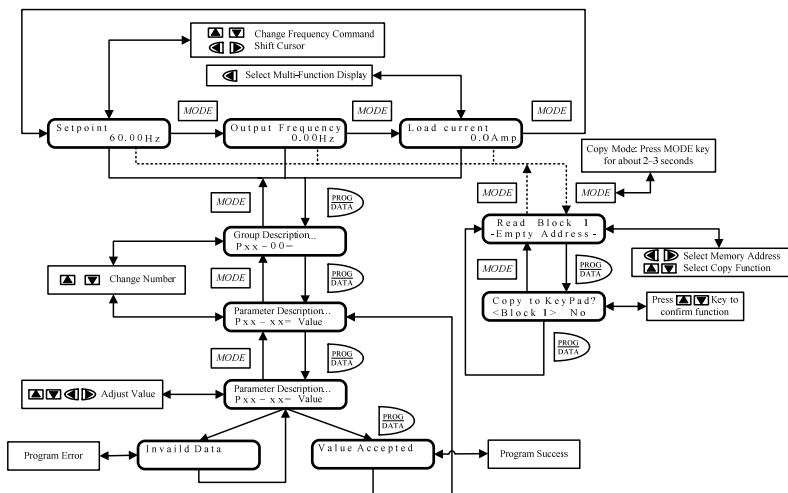 Change Frequency Command
Shift Cursor
Select Multi-Function Display
MODE
MODE
MODE
Setpoint
60.00Hz
Output Frequency
0.00Hz
Load current
0.0Amp
Copy Mode: Press MODE key
for about 2–3 seconds
MODE
PROG
DATA
MODE
MODE
Group Description...
Pxx-00-
Read Block 1
-Empty Address-
Change Number
MODE
PROG
DATA
MODE
PROG
DATA
Select Memory Address
Select Copy Function
Parameter Description...
Pxx-xx= Value
Copy to KeyPad?
<Block 1> No
Press Key to
confirm function
MODE
PROG
DATA
PROG
DATA
Adjust Value
Parameter Description...
Pxx-xx= Value
PROG
DATA
Program Error
Invaild Data
Value Accepted
Program Success